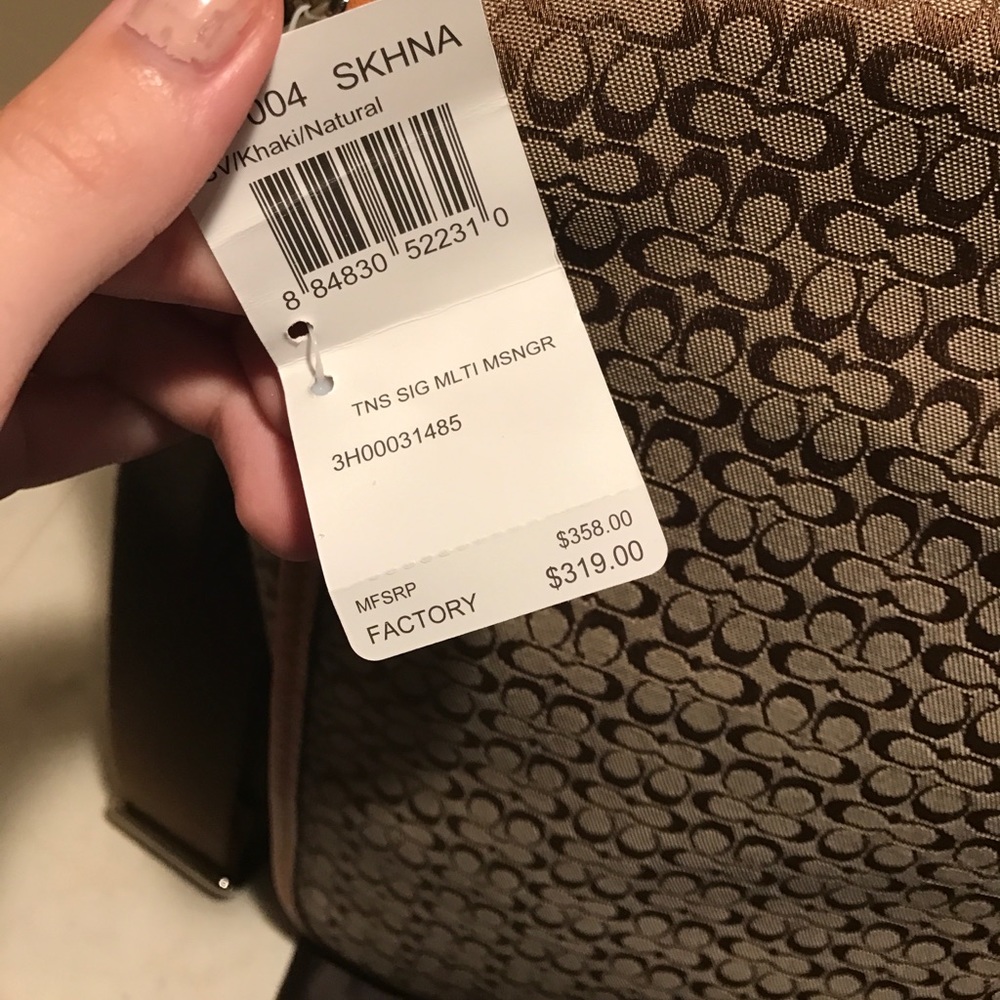 004 SKHNA
SV/Khaki/Natural
8 84830 52231 0
TNS SIG MLTI MSNGR
3H00031485
$358.00
MFSRP $319.00
FACTORY